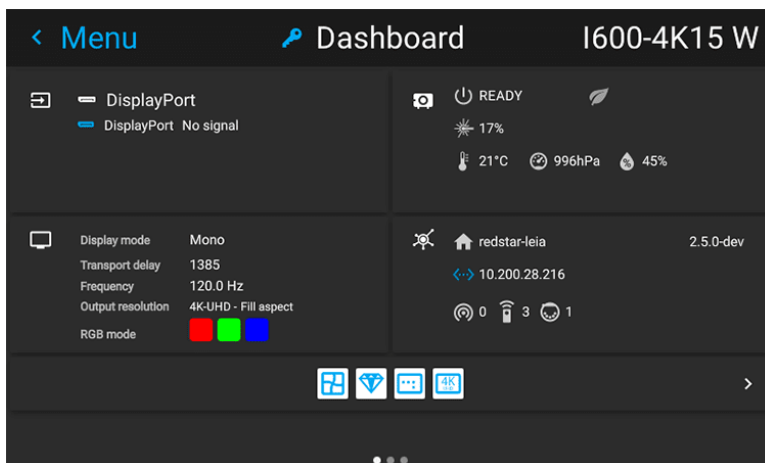 Menu
Dashboard
I600-4K15 W
DisplayPort
DisplayPort No signal
READY
17%
21°C 996hPa % 45%
Display mode Mono
Transport delay 1385
Frequency 120.0 Hz
Output resolution 4K-UHD - Fill aspect
RGB mode
redstar-leia 2.5.0-dev
10.200.28.216
0 3 1
4K